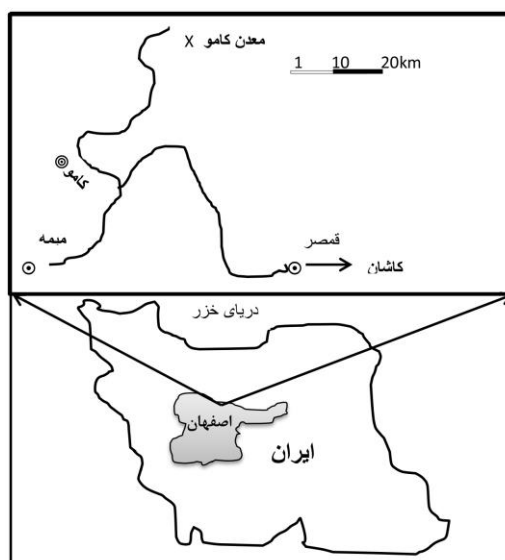 X معدن کامو
1 10 20km
کامو
میمه
قمصر
کاشان
دریای خزر
اصفهان
ایران